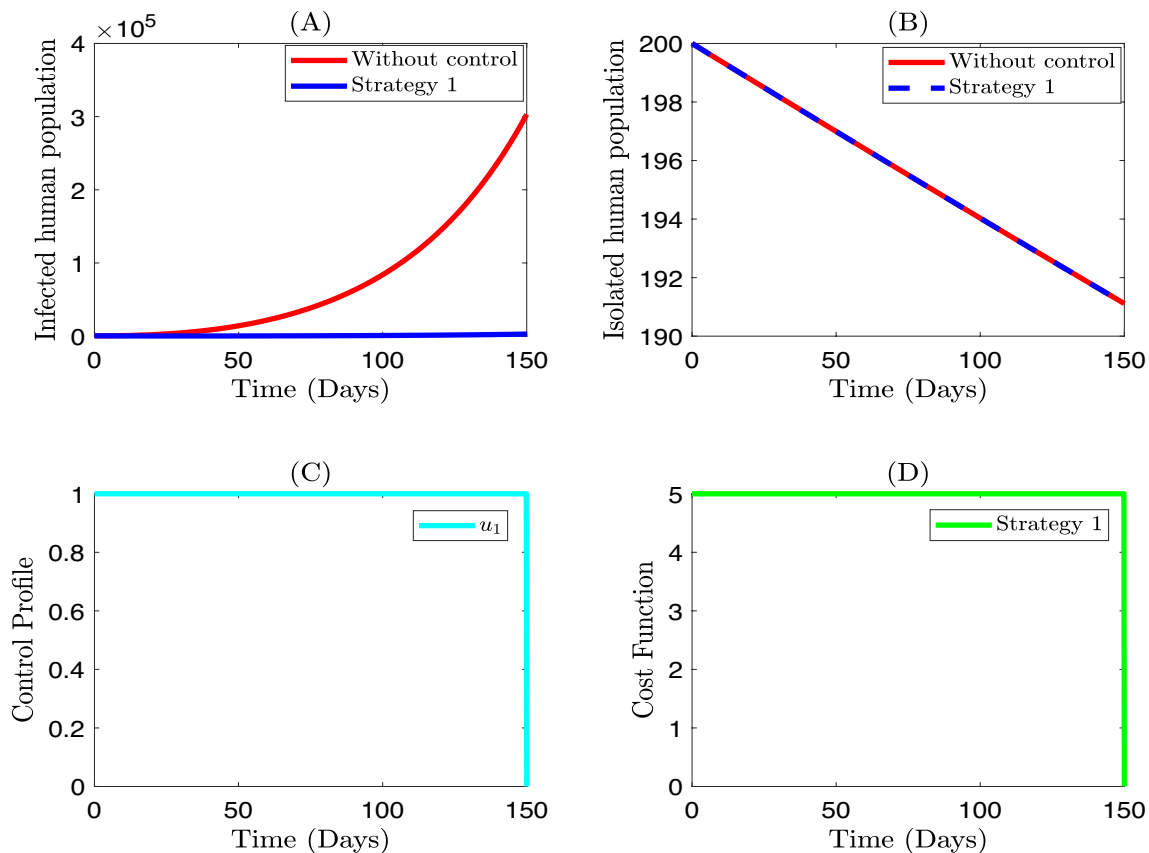 (A)
×10⁵
Infected human population
4
3
2
1
0
0 50 100 150
Time (Days)
Without control
Strategy 1
(B)
Isolated human population
200
198
196
194
192
190
0 50 100 150
Time (Days)
Without control
Strategy 1
(C)
Control Profile
1
0.8
0.6
0.4
0.2
0
0 50 100 150
Time (Days)
u₁
(D)
Cost Function
5
4
3
2
1
0
0 50 100 150
Time (Days)
Strategy 1